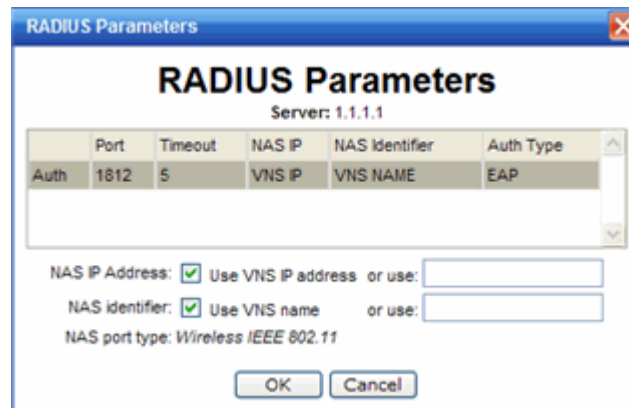 RADIUS Parameters
RADIUS Parameters
Server: 1.1.1.1
Port Timeout NAS IP NAS Identifier Auth Type
Auth 1812 5 VNS IP VNS NAME EAP
NAS IP Address: Use VNS IP address or use:
NAS identifier: Use VNS name or use:
NAS port type: Wireless IEEE 802.11
OK Cancel